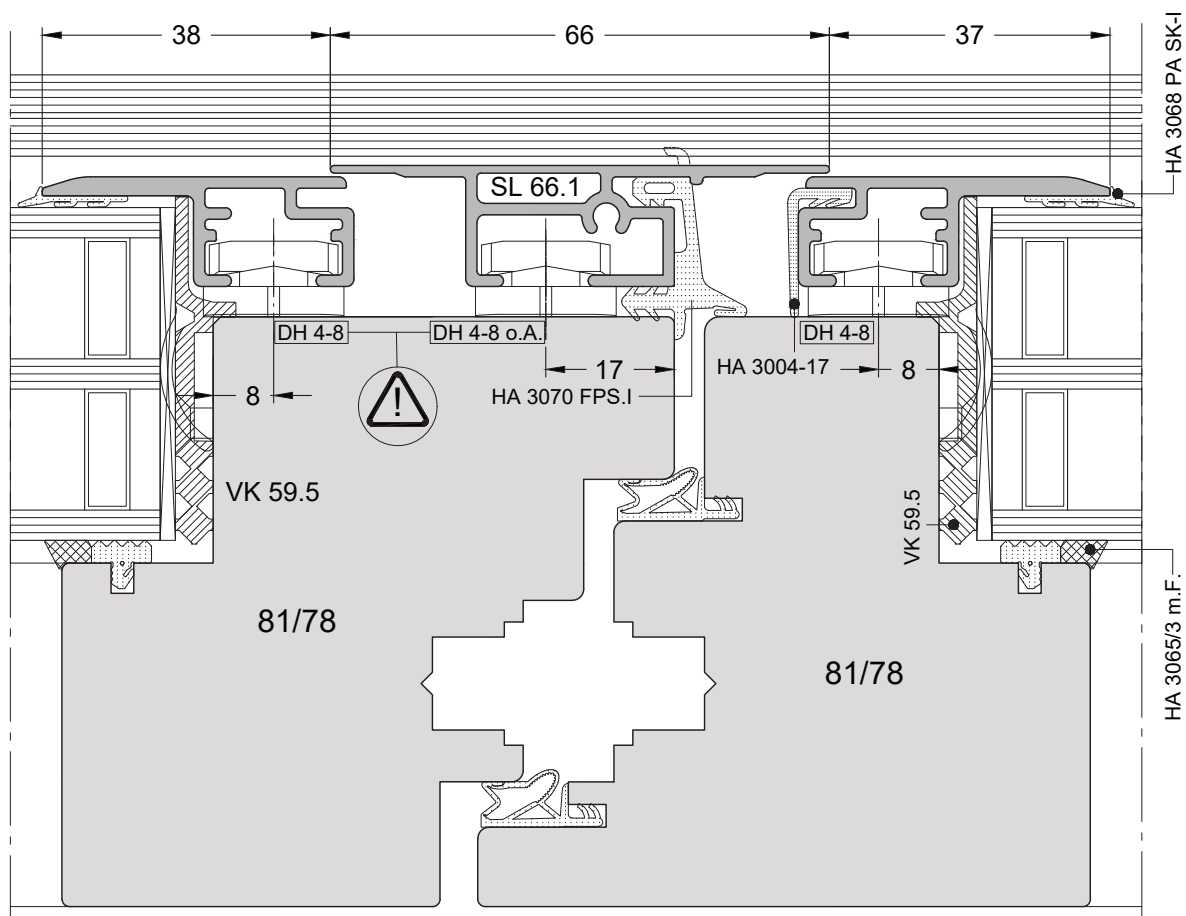 38
66
37
HA 3068 PA SK-I
SL 66.1
DH 4-8
DH 4-8 o.A.
DH 4-8
8
!
17
HA 3070 FPS.I
HA 3004-17
8
VK 59.5
VK 59.5
81/78
81/78
HA 3065/3 m.F.